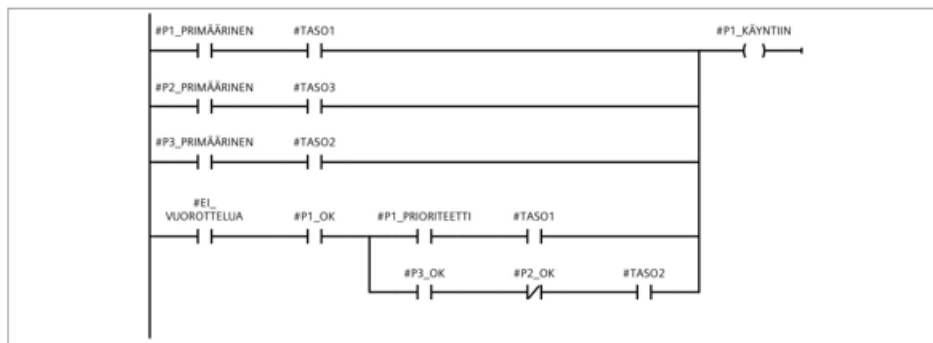 #P1_PRIMÄÄRINEN #TASO1 #P1_KÄYNTIIN
#P2_PRIMÄÄRINEN #TASO3
#P3_PRIMÄÄRINEN #TASO2
#EI_
VUOROTTELUA #P1_OK #P1_PRIORITEETTI #TASO1
#P3_OK #P2_OK #TASO2